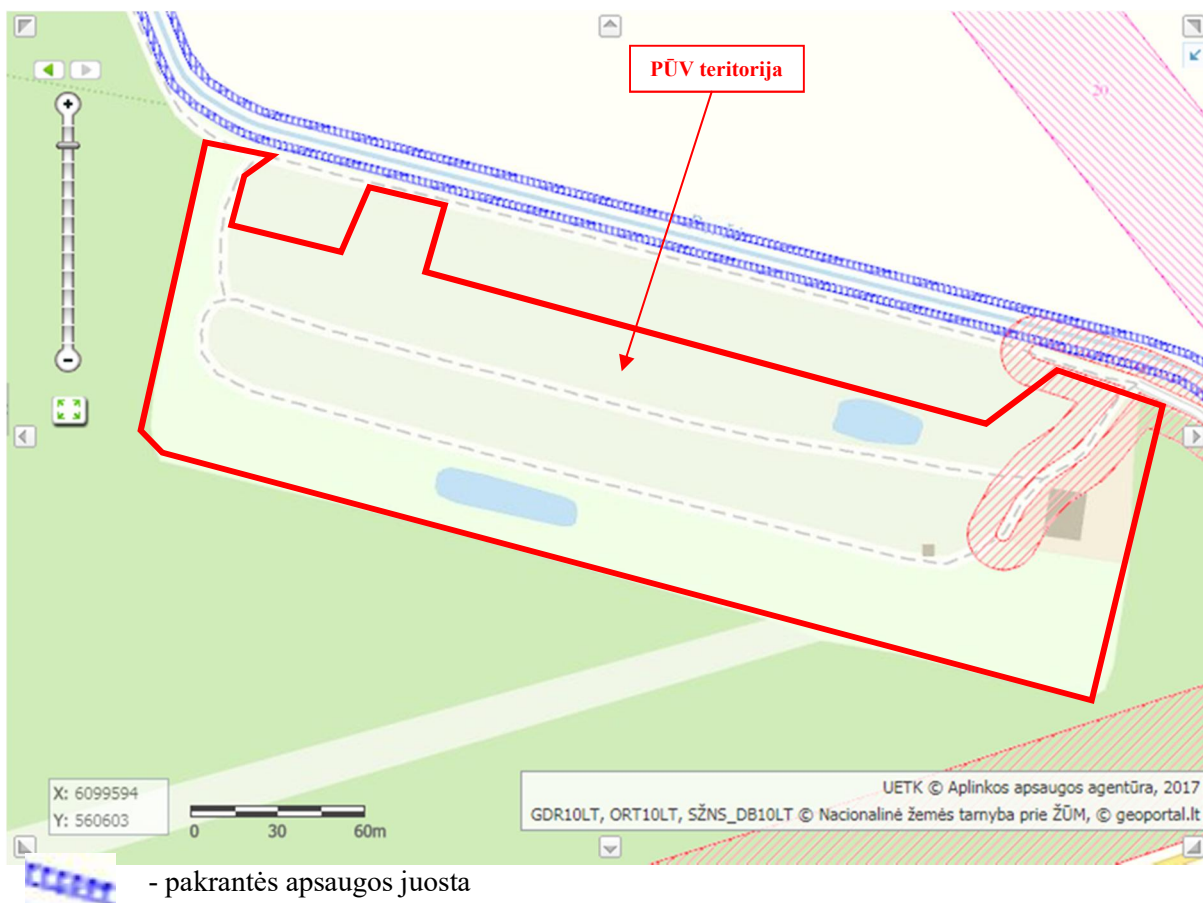 PŪV teritorija
20
X: 6099594
Y: 560603
0 30 60m
UETK © Aplinkos apsaugos agentūra, 2017
GDR10LT, ORT10LT, SŽNS_DB10LT © Nacionalinė žemės tarnyba prie ŽŪM, © geoportal.lt
- pakrantės apsaugos juosta